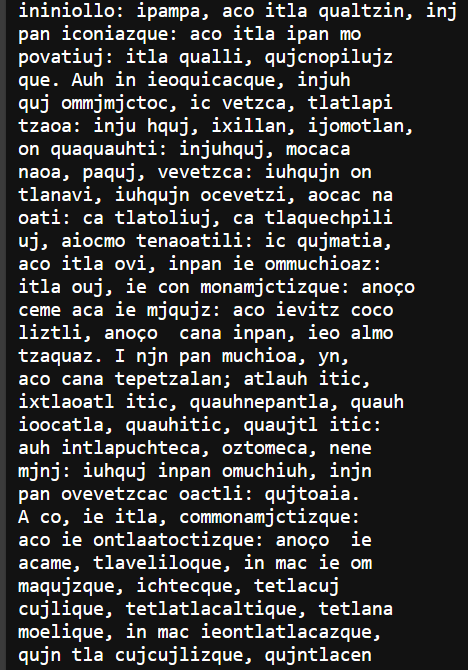 ininiollo: ipampa, aco itla qualtzin, inj
pan iconiazque: aco itla ipan mo
povatiuj: itla qualli, qujcnopilujz
que. Auh in ieoquicacque, injuh
quj ommjmjctoc, ic vetzca, tlatlapi
tzaoa: inju hquj, ixillan, ijomotlan,
on quaquauhti: injuhquj, mocaca
naoa, paquj, vevetzca: iuhqujn on
tlanavi, iuhqujn ocevetzi, aocac na
oati: ca tlatoliuj, ca tlaquechpili
uj, aiocmo tenaoatili: ic qujmatia,
aco itla ovi, inpan ie ommuchioaz:
itla ouj, ie con monamjctizque: anoço
ceme aca ie mjqujz: aco ievitz coco
liztli, anoço  cana inpan, ieo almo
tzaquaz. I njn pan muchioa, yn,
aco cana tepetzalan; atlauh itic,
ixtlaoatl itic, quauhnepantla, quauh
ioocatla, quauhitic, quaujtl itic:
auh intlapuchteca, oztomeca, nene
mjnj: iuhquj inpan omuchiuh, injn
pan ovevetzcac oactli: qujtoaia.
A co, ie itla, commonamjctizque:
aco ie ontlaatoctizque: anoço  ie
acame, tlaveliloque, in mac ie om
maqujzque, ichtecque, tetlacuj
cujlique, tetlatlacaltique, tetlana
moelique, in mac ieontlatlacazque,
qujn tla cujcujlizque, qujntlacen